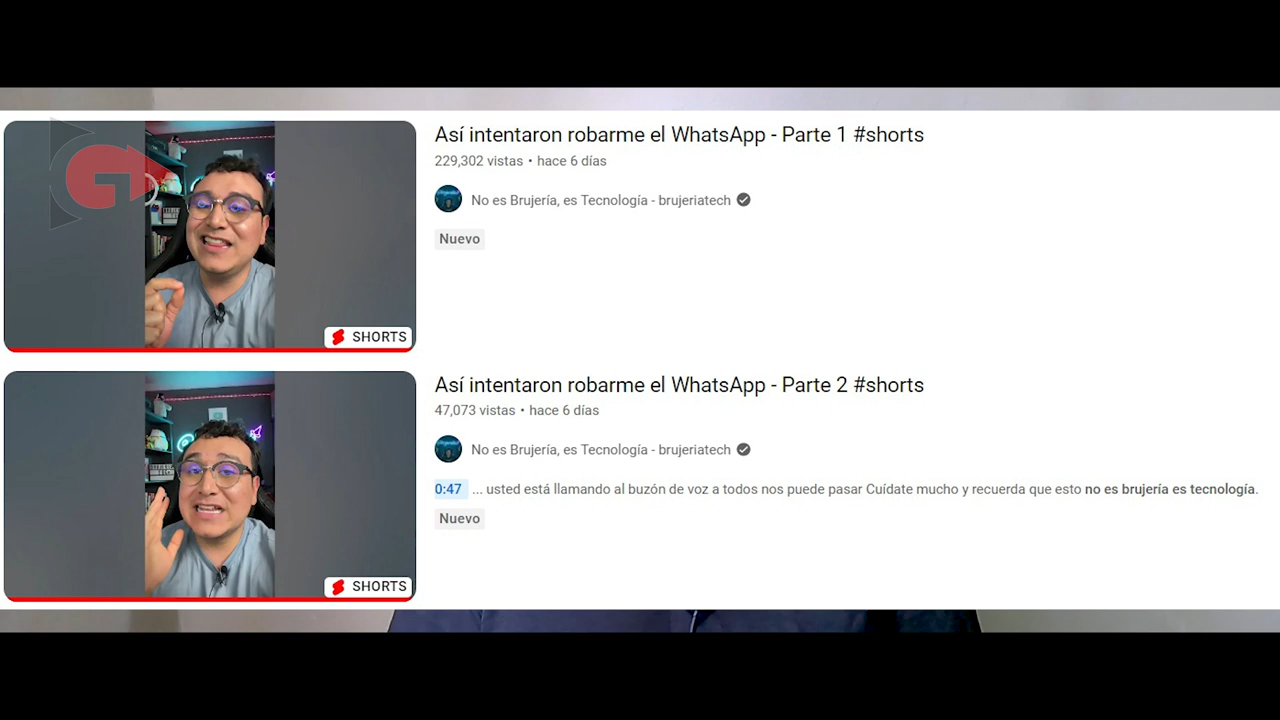 Así intentaron robarme el WhatsApp - Parte 1 #shorts
229,302 vistas • hace 6 días
No es Brujería, es Tecnología - brujeriatech
Nuevo
SHORTS
Así intentaron robarme el WhatsApp - Parte 2 #shorts
47,073 vistas • hace 6 días
No es Brujería, es Tecnología - brujeriatech
0:47 ... usted está llamando al buzón de voz a todos nos puede pasar Cuídate mucho y recuerda que esto no es brujería es tecnología.
Nuevo
SHORTS